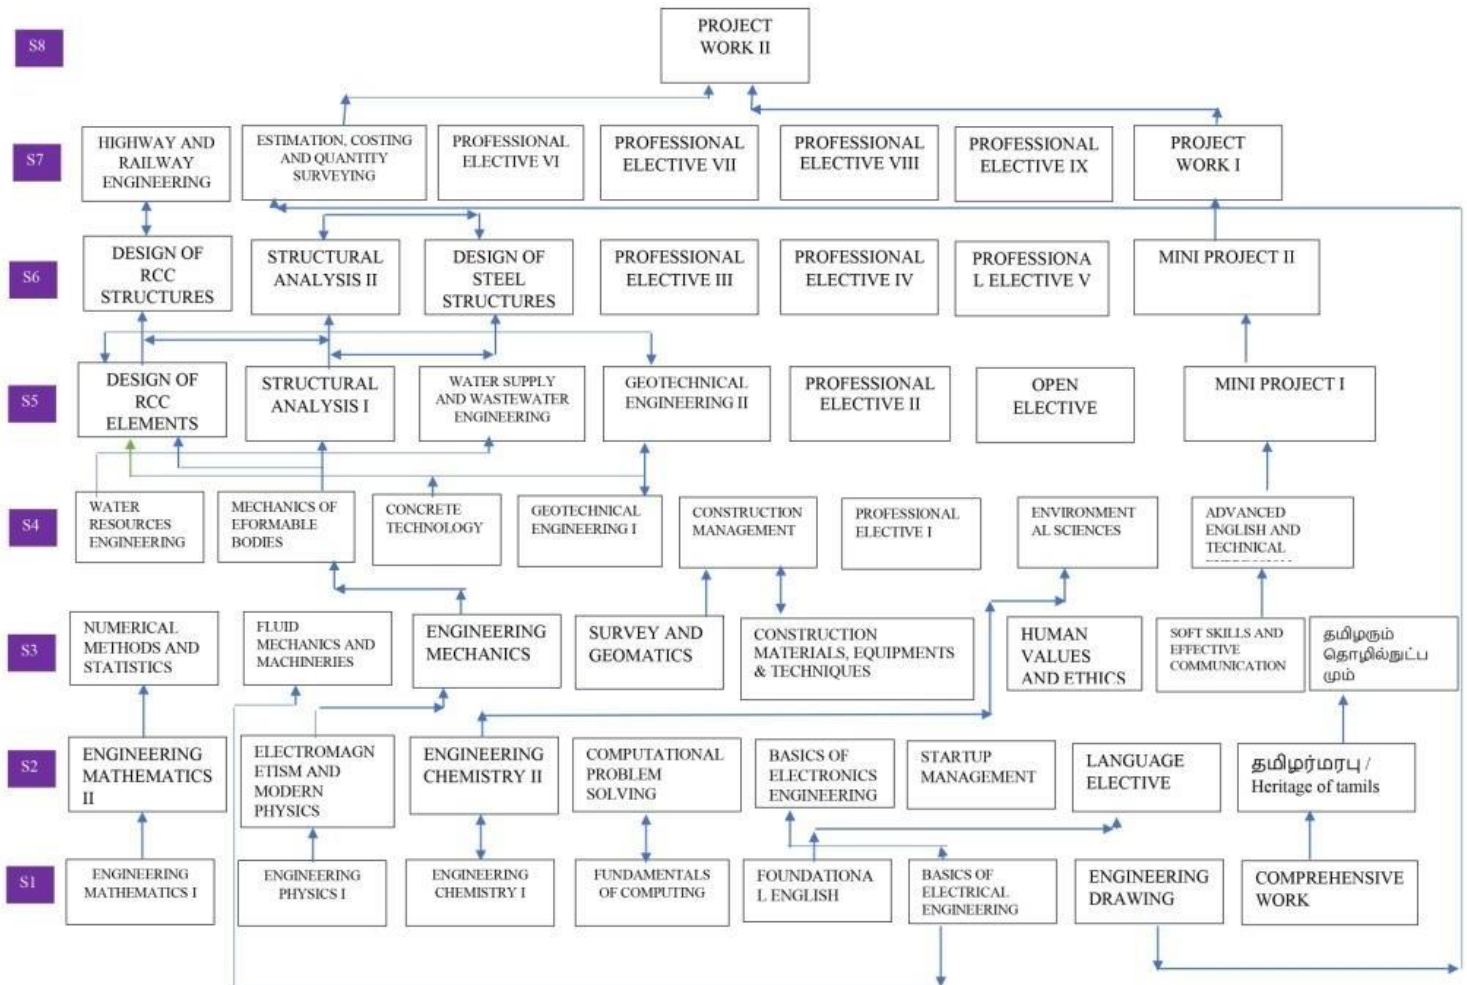 S8
PROJECT
WORK II
S7
HIGHWAY AND
RAILWAY
ENGINEERING
ESTIMATION, COSTING
AND QUANTITY
SURVEYING
PROFESSIONAL
ELECTIVE VI
PROFESSIONAL
ELECTIVE VII
PROFESSIONAL
ELECTIVE VIII
PROFESSIONAL
ELECTIVE IX
PROJECT
WORK I
S6
DESIGN OF
RCC
STRUCTURES
STRUCTURAL
ANALYSIS II
DESIGN OF
STEEL
STRUCTURES
PROFESSIONAL
ELECTIVE III
PROFESSIONAL
ELECTIVE IV
PROFESSIONA
L ELECTIVE V
MINI PROJECT II
S5
DESIGN OF
RCC
ELEMENTS
STRUCTURAL
ANALYSIS I
WATER SUPPLY
AND WASTEWATER
ENGINEERING
GEOTECHNICAL
ENGINEERING II
PROFESSIONAL
ELECTIVE II
OPEN
ELECTIVE
MINI PROJECT I
S4
WATER
RESOURCES
ENGINEERING
MECHANICS OF
EFORMABLE
BODIES
CONCRETE
TECHNOLOGY
GEOTECHNICAL
ENGINEERING I
CONSTRUCTION
MANAGEMENT
PROFESSIONAL
ELECTIVE I
ENVIRONMENT
AL SCIENCES
ADVANCED
ENGLISH AND
TECHNICAL
S3
NUMERICAL
METHODS AND
STATISTICS
FLUID
MECHANICS AND
MACHINERIES
ENGINEERING
MECHANICS
SURVEY AND
GEOMATICS
CONSTRUCTION
MATERIALS, EQUIPMENTS
& TECHNIQUES
HUMAN
VALUES
AND ETHICS
SOFT SKILLS AND
EFFECTIVE
COMMUNICATION
தமிழரும்
தொழில்நுட்ப
மும்
S2
ENGINEERING
MATHEMATICS
II
ELECTROMAGN
ETISM AND
MODERN
PHYSICS
ENGINEERING
CHEMISTRY II
COMPUTATIONAL
PROBLEM
SOLVING
BASICS OF
ELECTRONICS
ENGINEERING
STARTUP
MANAGEMENT
LANGUAGE
ELECTIVE
தமிழர்மரபு /
Heritage of tamils
S1
ENGINEERING
MATHEMATICS I
ENGINEERING
PHYSICS I
ENGINEERING
CHEMISTRY I
FUNDAMENTALS
OF COMPUTING
FOUNDATIONA
L ENGLISH
BASICS OF
ELECTRICAL
ENGINEERING
ENGINEERING
DRAWING
COMPREHENSIVE
WORK